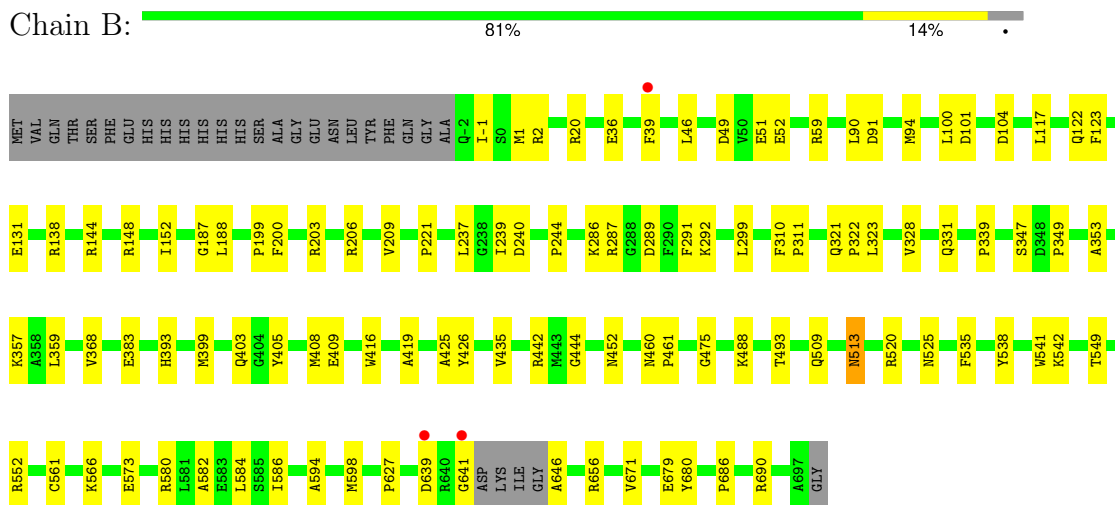 Chain B:
81% 14% •
MET VAL GLN THR SER PHE GLU HIS HIS HIS HIS HIS HIS SER ALA GLY GLU ASN LEU TYR PHE GLN GLY ALA Q-2 I-1 S0 M1 R2 R20 E36 F39 L46 D49 V50 E51 E52 R59 L90 D91 M94 L100 D101 D104 L117 Q122 F123
E131 R138 R144 R148 I152 G187 L188 P199 F200 R203 R206 V209 P221 L237 G238 I239 D240 P244 K286 R287 G288 D289 F290 F291 K292 L299 F310 P311 Q321 P322 L323 V328 Q331 P339 S347 D348 P349 A353
K357 A358 L359 V368 E383 H393 M399 Q403 G404 Y405 M408 E409 W416 A419 A425 Y426 V435 R442 M443 G444 N452 N460 P461 G475 K488 T493 Q509 N513 R520 N525 F535 Y538 W541 K542 T549
R552 C561 K566 E573 R580 L581 A582 E583 L584 S585 I586 A594 M598 P627 D639 R640 G641 ASP LYS ILE GLY A646 R656 V671 E679 Y680 P686 R690 A697 GLY